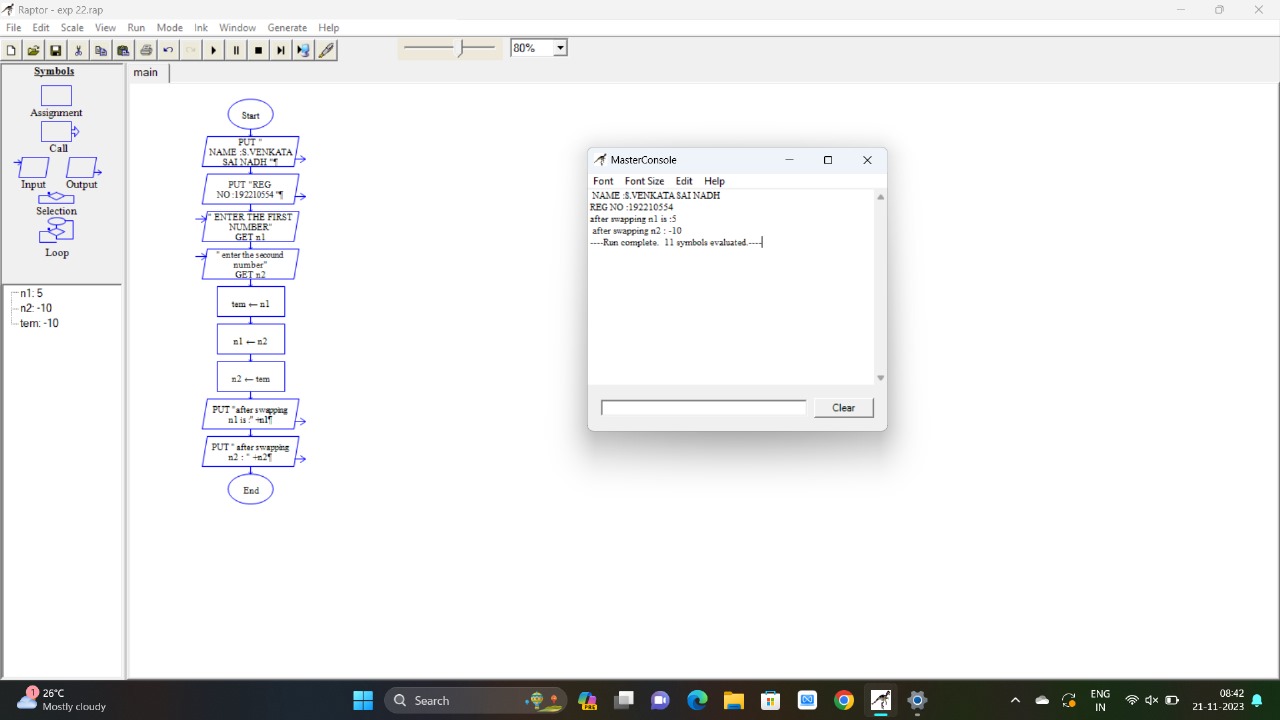 Raptor - exp 22.rap
File Edit Scale View Run Mode Ink Window Generate Help
80%
Symbols
Assignment
Call
Input Output
Selection
Loop
n1: 5
n2: -10
tem: -10
main
Start
PUT "
NAME :S.VENKATA
SAI NADH "¶
PUT "REG
NO :192210554 "¶
" ENTER THE FIRST
NUMBER"
GET n1
" enter the second
number"
GET n2
tem ← n1
n1 ← n2
n2 ← tem
PUT "after swapping
n1 is :" +n1¶
PUT " after swapping
n2 : " +n2¶
End
MasterConsole
Font Font Size Edit Help
NAME :S.VENKATA SAI NADH
REG NO :192210554
after swapping n1 is :5
after swapping n2 : -10
----Run complete. 11 symbols evaluated.----
Clear
1
26°C
Mostly cloudy
Search
PRE
ENG
IN
08:42
21-11-2023